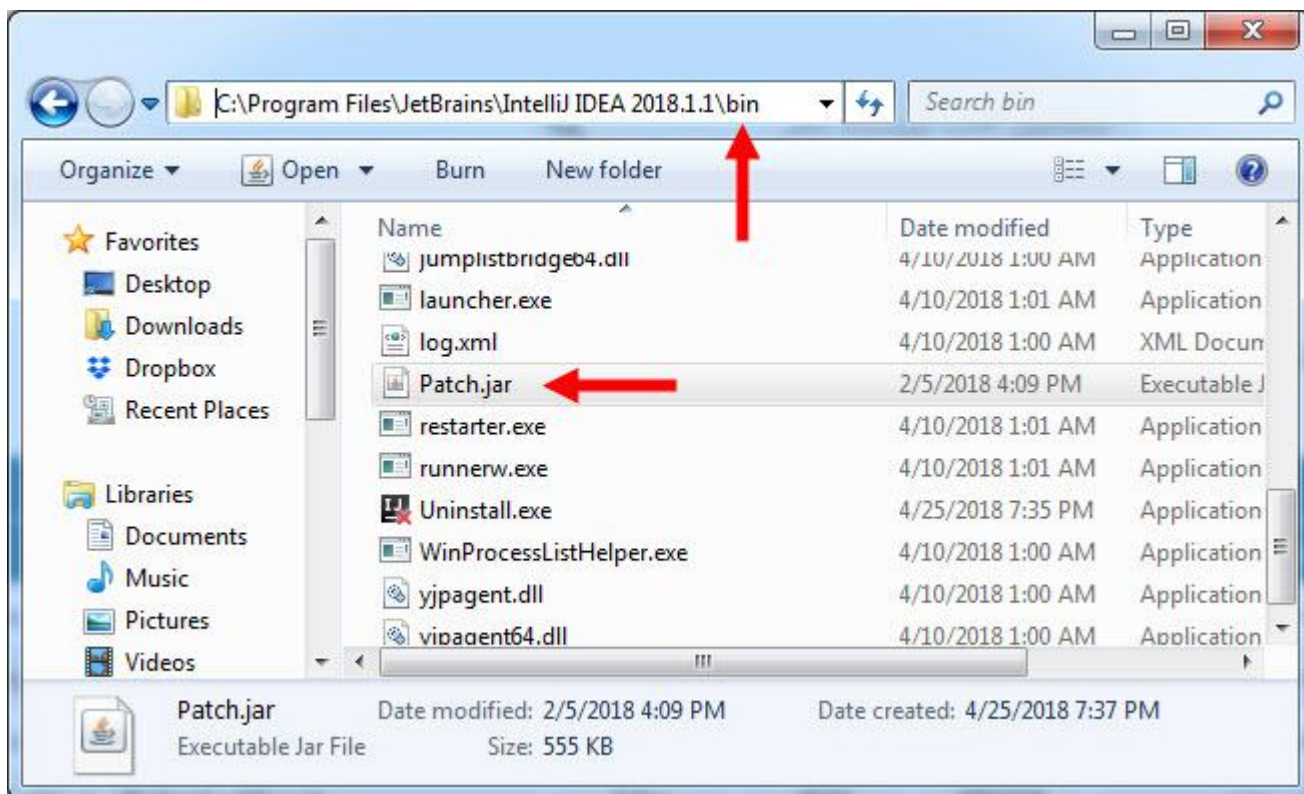 C:\Program Files\JetBrains\IntelliJ IDEA 2018.1.1\bin Search bin
Organize Open Burn New folder
Name Date modified Type
Favorites
Desktop
Downloads
Dropbox
Recent Places
Libraries
Documents
Music
Pictures
Videos
jumplistbridge64.dll 4/10/2018 1:00 AM Application
launcher.exe 4/10/2018 1:01 AM Application
log.xml 4/10/2018 1:00 AM XML Docum
Patch.jar 2/5/2018 4:09 PM Executable J
restarter.exe 4/10/2018 1:01 AM Application
runnerw.exe 4/10/2018 1:01 AM Application
Uninstall.exe 4/25/2018 7:35 PM Application
WinProcessListHelper.exe 4/10/2018 1:00 AM Application
yjpagent.dll 4/10/2018 1:00 AM Application
yjpagent64.dll 4/10/2018 1:00 AM Application
Patch.jar Date modified: 2/5/2018 4:09 PM Date created: 4/25/2018 7:37 PM
Executable Jar File Size: 555 KB